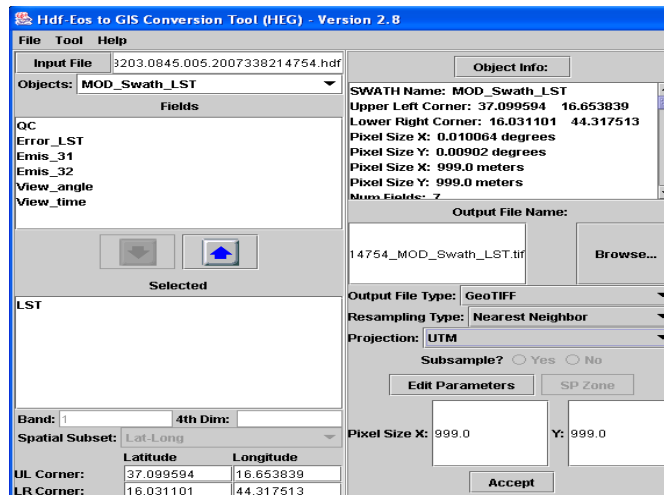 Hdf-Eos to GIS Conversion Tool (HEG) - Version 2.8
File Tool Help
Input File 3203.0845.005.2007338214754.hdf
Objects: MOD_Swath_LST
Fields
QC
Error_LST
Emis_31
Emis_32
View_angle
View_time
Selected
LST
Band: 1 4th Dim:
Spatial Subset: Lat-Long
Latitude Longitude
UL Corner: 37.099594 16.653839
LR Corner: 16.031101 44.317513
Object Info:
SWATH Name: MOD_Swath_LST
Upper Left Corner: 37.099594 16.653839
Lower Right Corner: 16.031101 44.317513
Pixel Size X: 0.010064 degrees
Pixel Size Y: 0.00902 degrees
Pixel Size X: 999.0 meters
Pixel Size Y: 999.0 meters
Num Fields: 7
Output File Name:
14754_MOD_Swath_LST.tif Browse...
Output File Type: GeoTIFF
Resampling Type: Nearest Neighbor
Projection: UTM
Subsample? Yes No
Edit Parameters SP Zone
Pixel Size X: 999.0 Y: 999.0
Accept